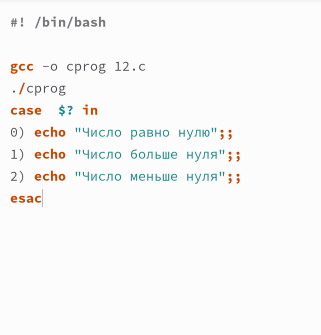 #! /bin/bash
gcc -o cprog 12.c
./cprog
case $? in
0) echo "Число равно нулю";;
1) echo "Число больше нуля";;
2) echo "Число меньше нуля";;
esac